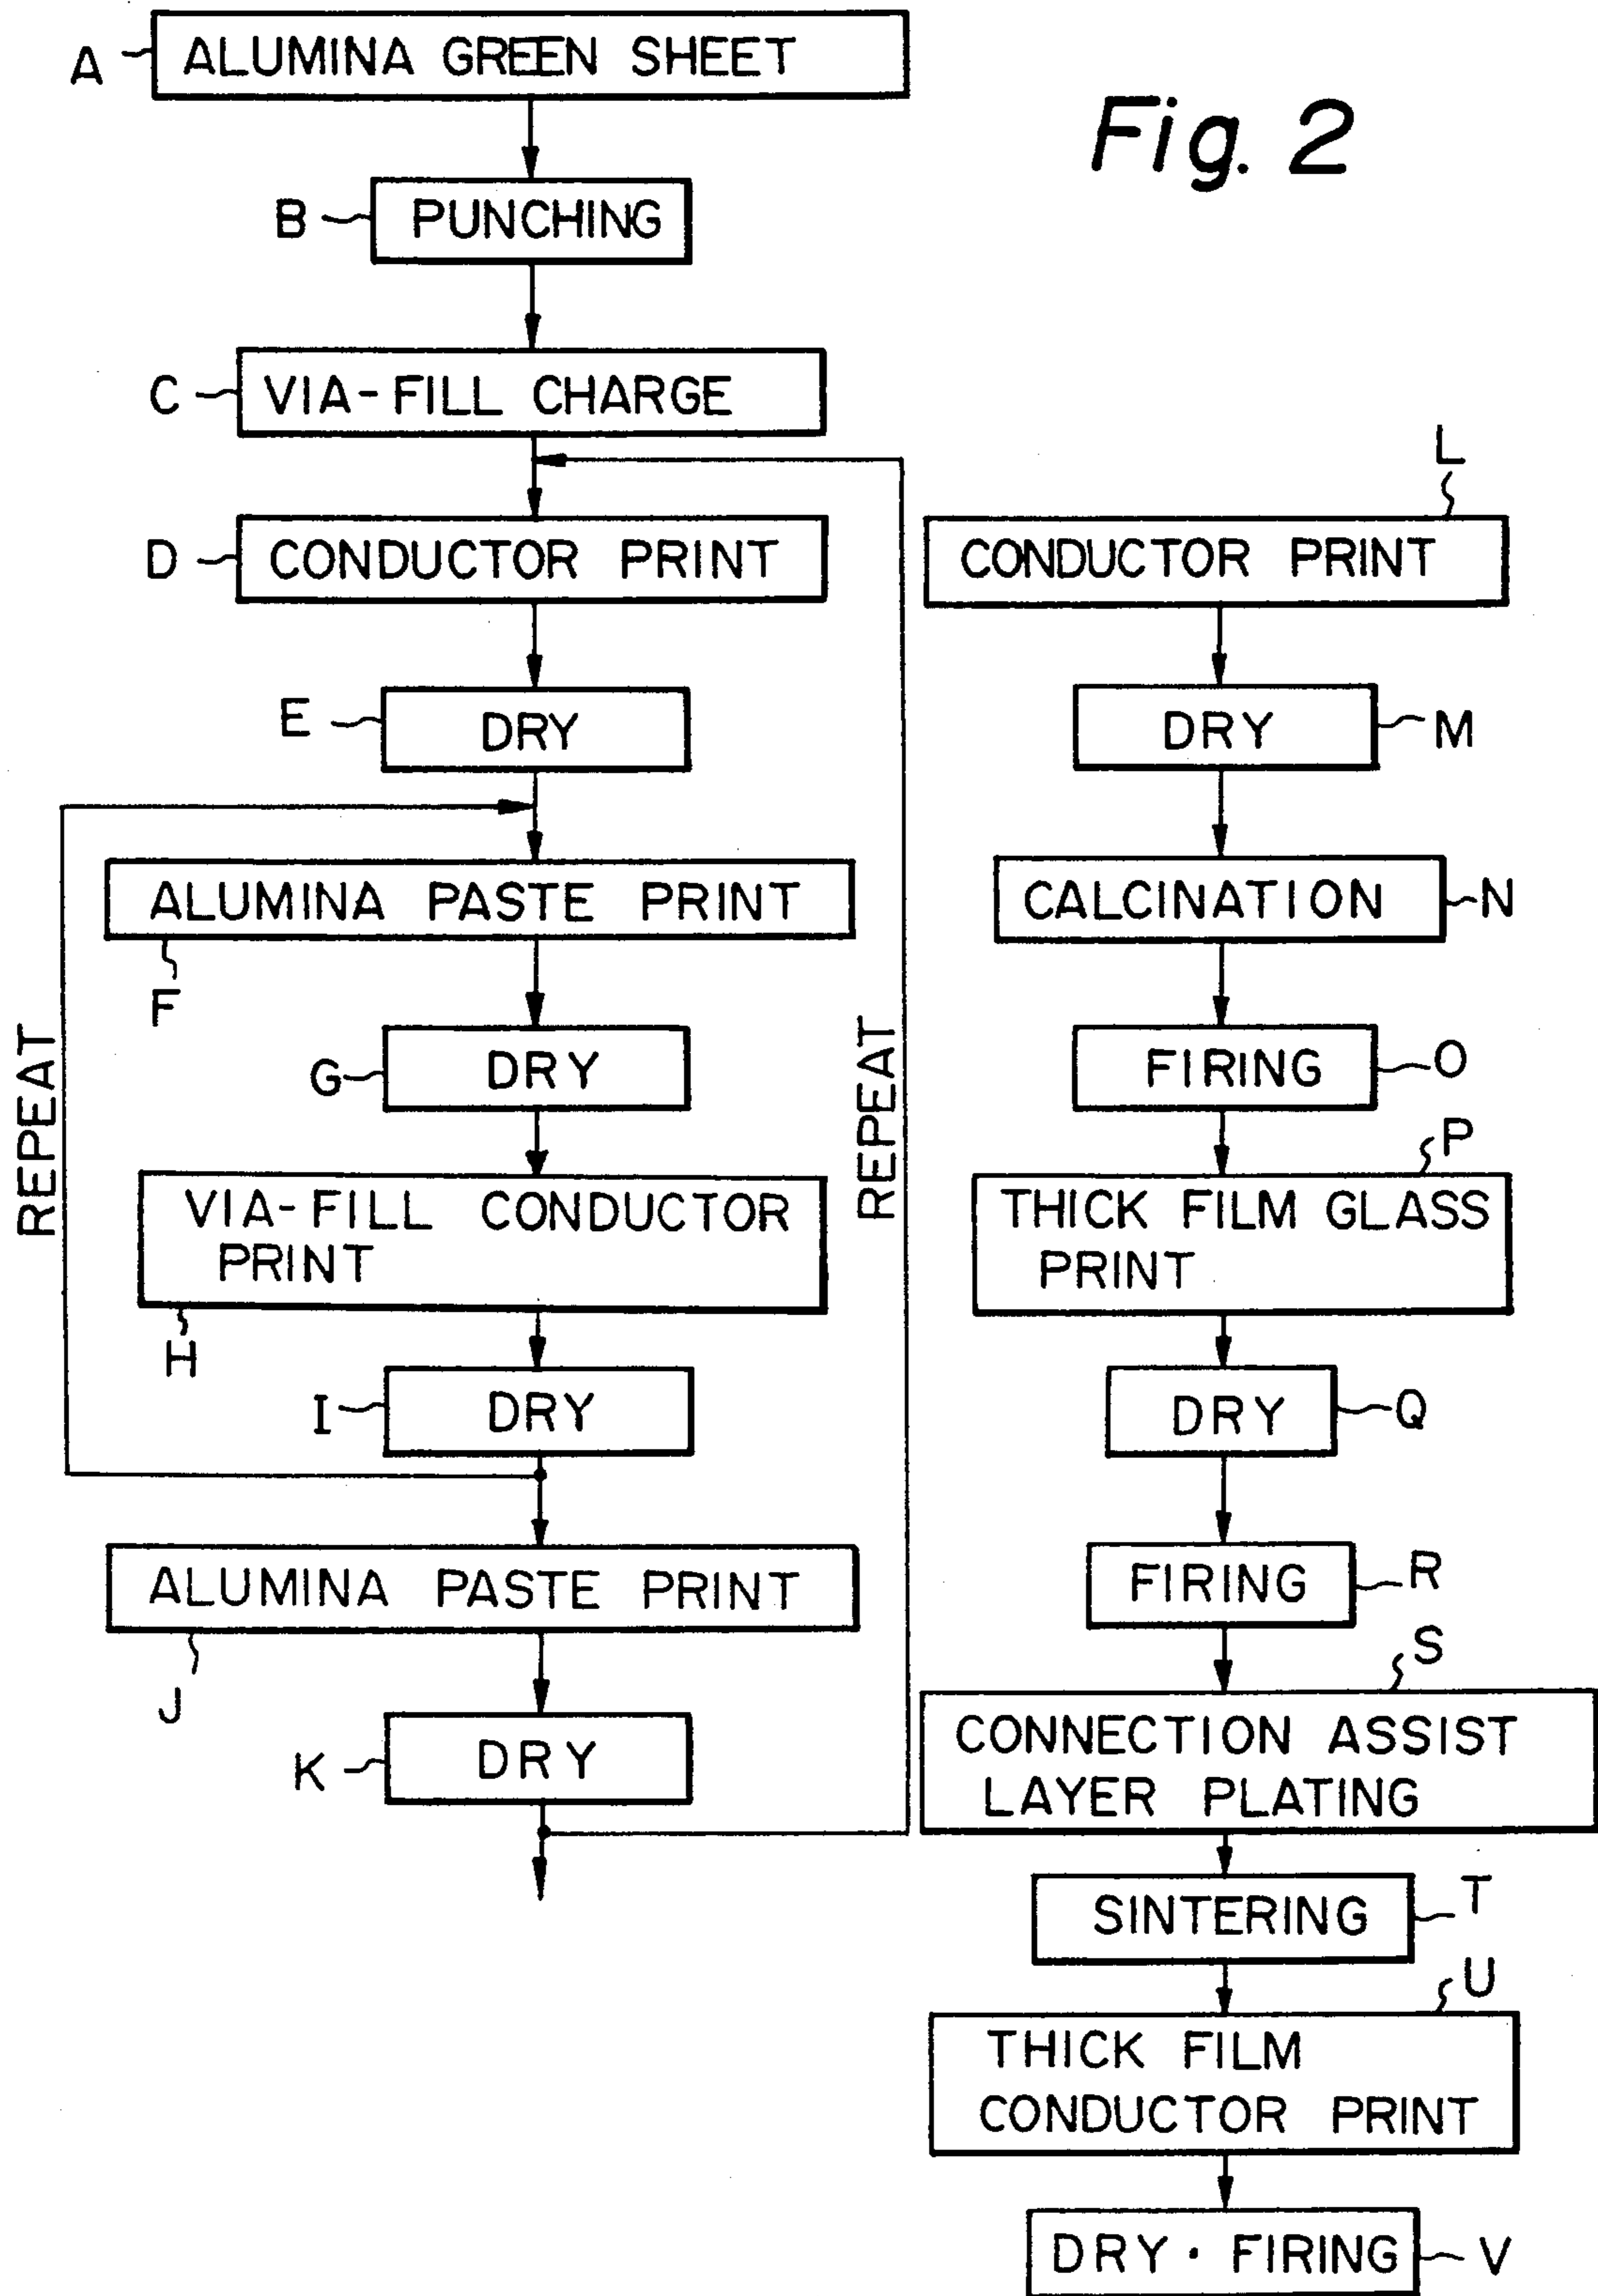 Fig. 2
A ALUMINA GREEN SHEET
B PUNCHING
C VIA-FILL CHARGE
D CONDUCTOR PRINT
E DRY
F ALUMINA PASTE PRINT
G DRY
H VIA-FILL CONDUCTOR
PRINT
I DRY
J ALUMINA PASTE PRINT
K DRY
REPEAT
REPEAT
L CONDUCTOR PRINT
DRY M
CALCINATION N
FIRING O
P THICK FILM GLASS
PRINT
DRY Q
FIRING R
S CONNECTION ASSIST
LAYER PLATING
SINTERING T
U THICK FILM
CONDUCTOR PRINT
DRY · FIRING V